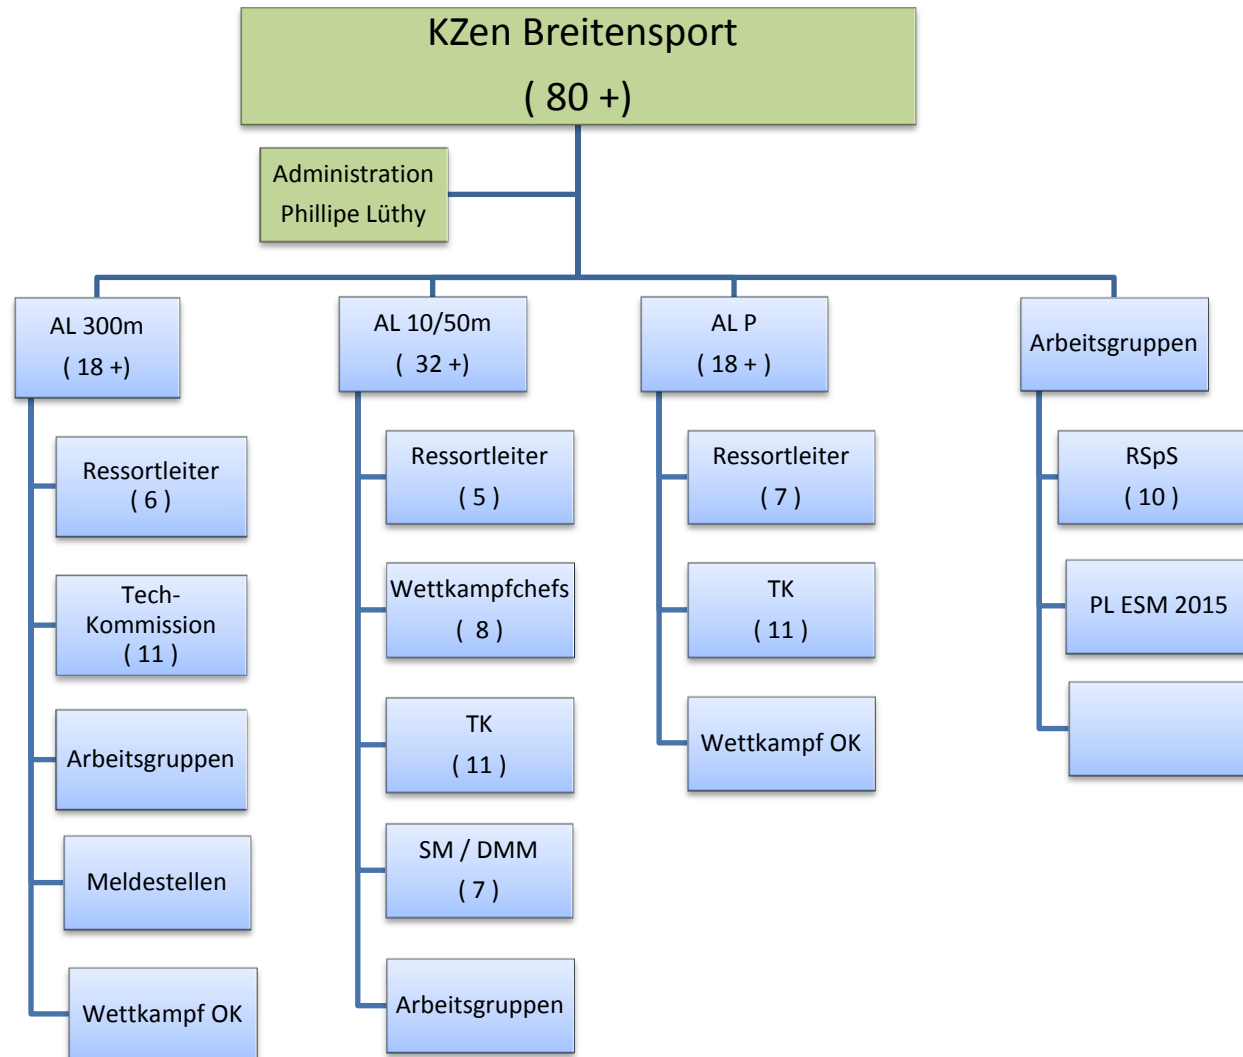 KZen Breitensport
( 80 +)
Administration
Phillipe Lüthy
AL 300m
( 18 +)
Ressortleiter
( 6 )
Tech-
Kommission
( 11 )
Arbeitsgruppen
Meldestellen
Wettkampf OK
AL 10/50m
( 32 +)
Ressortleiter
( 5 )
Wettkampfchefs
( 8 )
TK
( 11 )
SM / DMM
( 7 )
Arbeitsgruppen
AL P
( 18 + )
Ressortleiter
( 7 )
TK
( 11 )
Wettkampf OK
Arbeitsgruppen
RSpS
( 10 )
PL ESM 2015